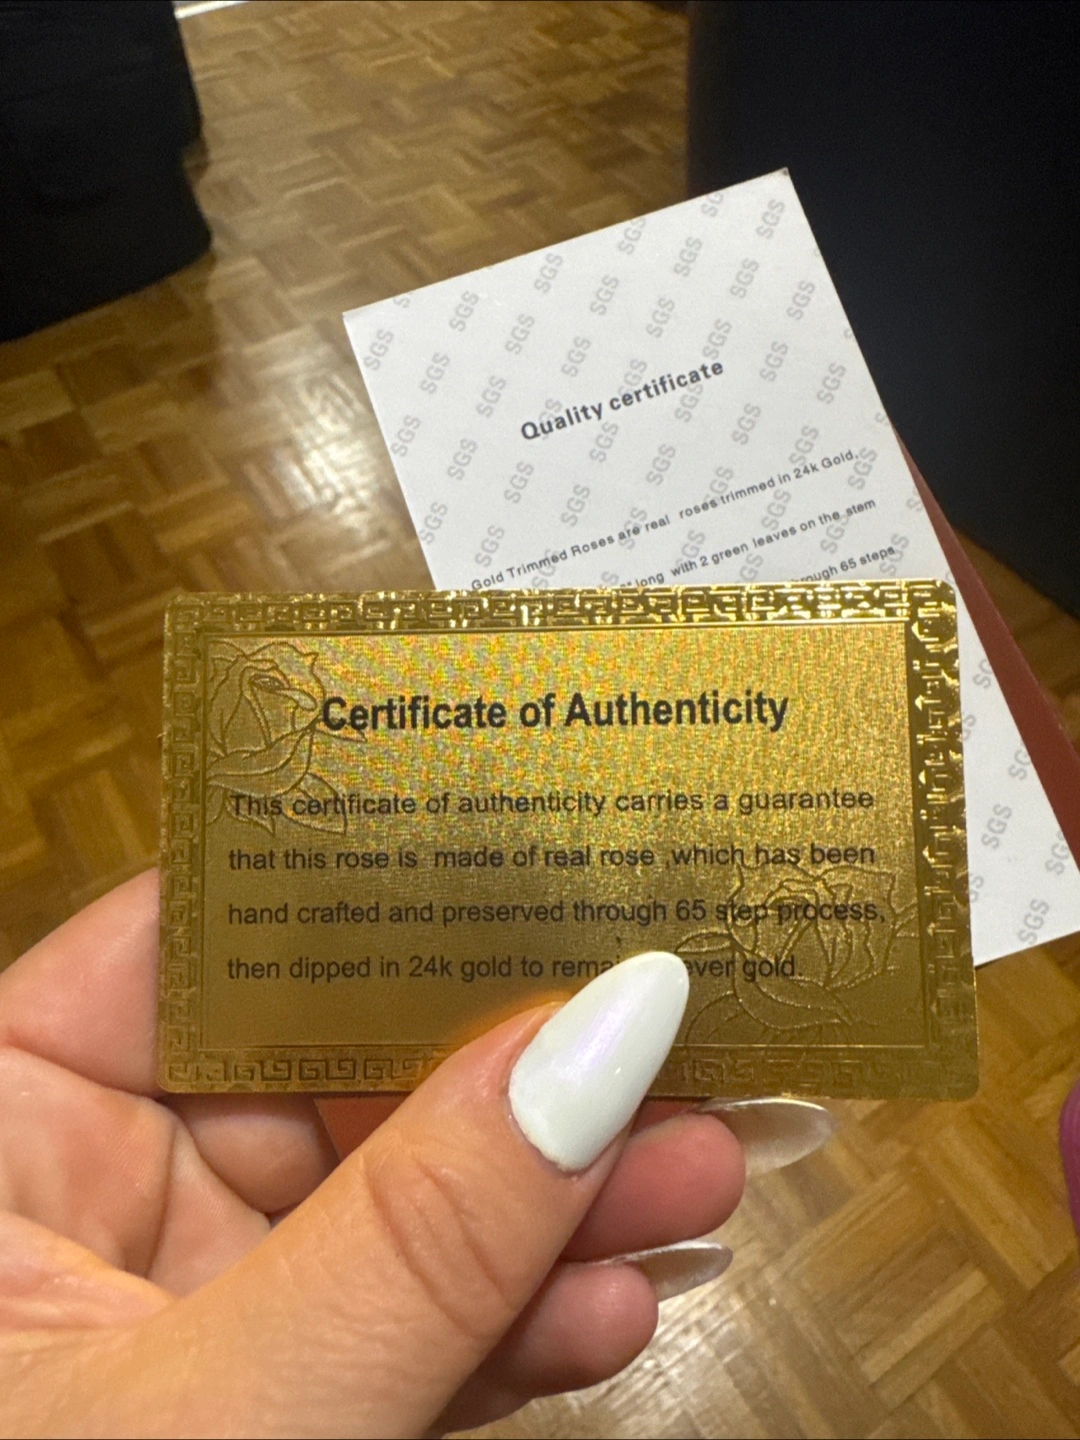 SGS
Quality certificate
Gold Trimmed Roses are real roses trimmed in 24k Gold.
long with 2 green leaves on the stem
65 steps
Certificate of Authenticity
This certificate of authenticity carries a guarantee
that this rose is made of real rose ,which has been
hand crafted and preserved through 65 step process,
then dipped in 24k gold to gold.